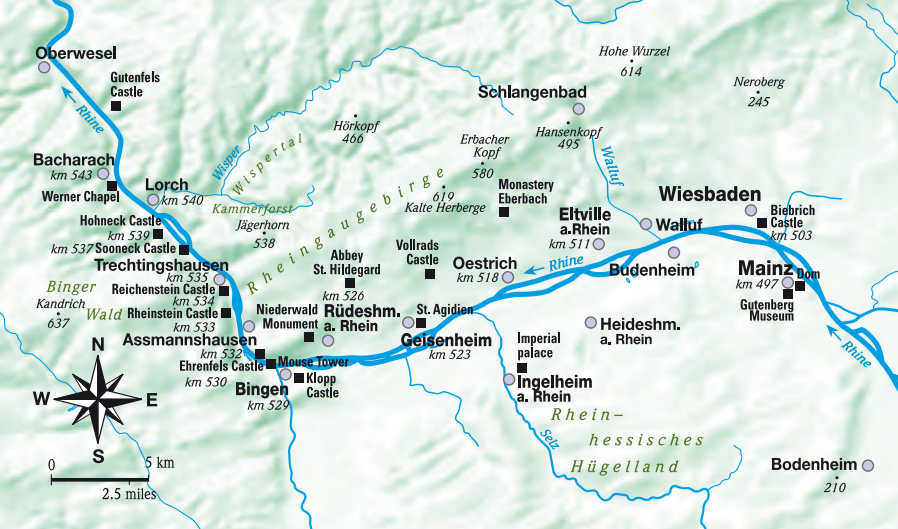 Oberwesel
Gutenfels
Castle
Rhine
Bacharach
km 543
Werner Chapel
Lorch
km 540
Wisper
Wispertal
Hörkopf
466
Hohe Wurzel
614
Neroberg
245
Schlangenbad
Hansenkopf
495
Erbacher
Kopf
580
619
Kalte Herberge
Monastery
Eberbach
Walluf
Wiesbaden
Biebrich
Castle
km 503
Eltville
a.Rhein
km 511
Walluf
Budenheim
Mainz
km 497
Dom
Gutenberg
Museum
Rhine
Kammerforst
Jägerhorn
538
Rheingaugebirge
Hohneck Castle
km 539
km 537
Sooneck Castle
Trechtingshausen
km 535
Reichenstein Castle
km 534
Rheinstein Castle
km 533
Binger
Wald
Kandrich
637
Assmannshausen
km 532
Ehrenfels Castle
km 530
Niederwald
Monument
Mouse Tower
Bingen
km 529
Klopp
Castle
Abbey
St. Hildegard
km 526
Rüdeshm.
a. Rhein
Vollrads
Castle
Oestrich
km 518
Rhine
St. Agidien
Geisenheim
km 523
Imperial
palace
Ingelheim
a. Rhein
Heideshm.
a. Rhein
Selz
Rhein–
hessisches
Hügelland
Bodenheim
210
N
W
E
S
0
5 km
2.5 miles